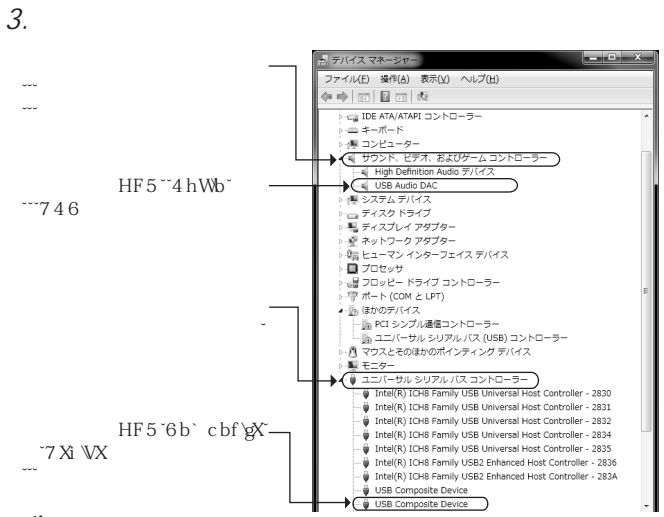 3.
HF5˜˜4hWb˘
˜˜˜746
HF5˘6b` cbf\gX˘
˘7Xi\VX
デバイス マネージャー
ファイル(F) 操作(A) 表示(V) ヘルプ(H)
IDE ATA/ATAPI コントローラー
キーボード
コンピューター
サウンド、ビデオ、およびゲーム コントローラー
High Definition Audio デバイス
USB Audio DAC
システム デバイス
ディスク ドライブ
ディスプレイ アダプター
ネットワーク アダプター
ヒューマン インターフェイス デバイス
プロセッサ
フロッピー ドライブ コントローラー
ポート (COM と LPT)
ほかのデバイス
PCI シンプル通信コントローラー
ユニバーサル シリアル バス (USB) コントローラー
マウスとそのほかのポインティング デバイス
モニター
ユニバーサル シリアル バス コントローラー
Intel(R) ICH8 Family USB Universal Host Controller - 2830
Intel(R) ICH8 Family USB Universal Host Controller - 2831
Intel(R) ICH8 Family USB Universal Host Controller - 2832
Intel(R) ICH8 Family USB Universal Host Controller - 2834
Intel(R) ICH8 Family USB Universal Host Controller - 2835
Intel(R) ICH8 Family USB2 Enhanced Host Controller - 2836
Intel(R) ICH8 Family USB2 Enhanced Host Controller - 283A
USB Composite Device
USB Composite Device